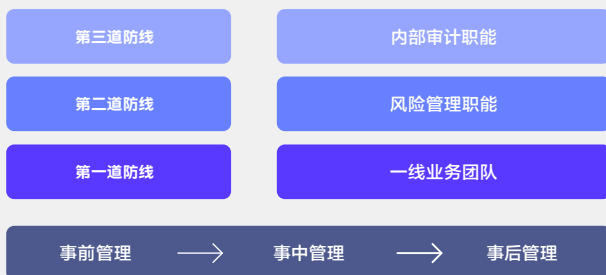 第三道防线 内部审计职能
第二道防线 风险管理职能
第一道防线 一线业务团队
事前管理 事中管理 事后管理